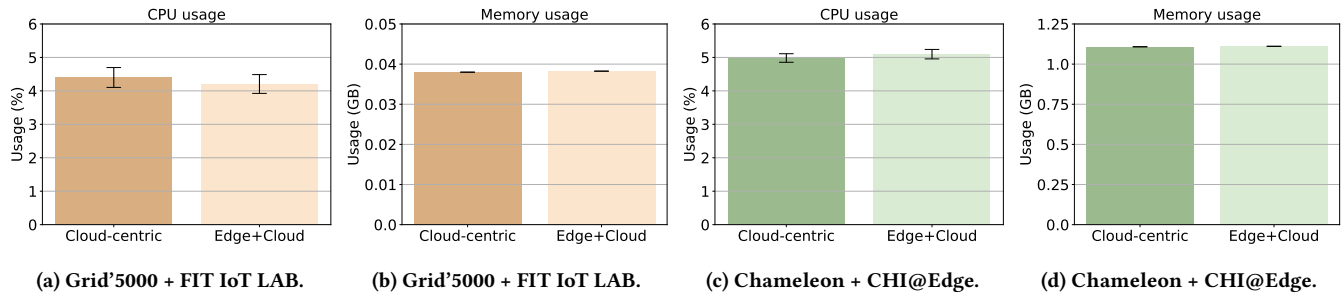 CPU usage
6
5
4
3
2
1
0
Usage (%)
Cloud-centric
Edge+Cloud
(a) Grid’5000 + FIT IoT LAB.
Memory usage
0.05
0.04
0.03
0.02
0.01
0.0
Usage (GB)
Cloud-centric
Edge+Cloud
(b) Grid’5000 + FIT IoT LAB.
CPU usage
6
5
4
3
2
1
0
Usage (%)
Cloud-centric
Edge+Cloud
(c) Chameleon + CHI@Edge.
Memory usage
1.25
1.0
0.75
0.5
0.25
0.0
Usage (GB)
Cloud-centric
Edge+Cloud
(d) Chameleon + CHI@Edge.